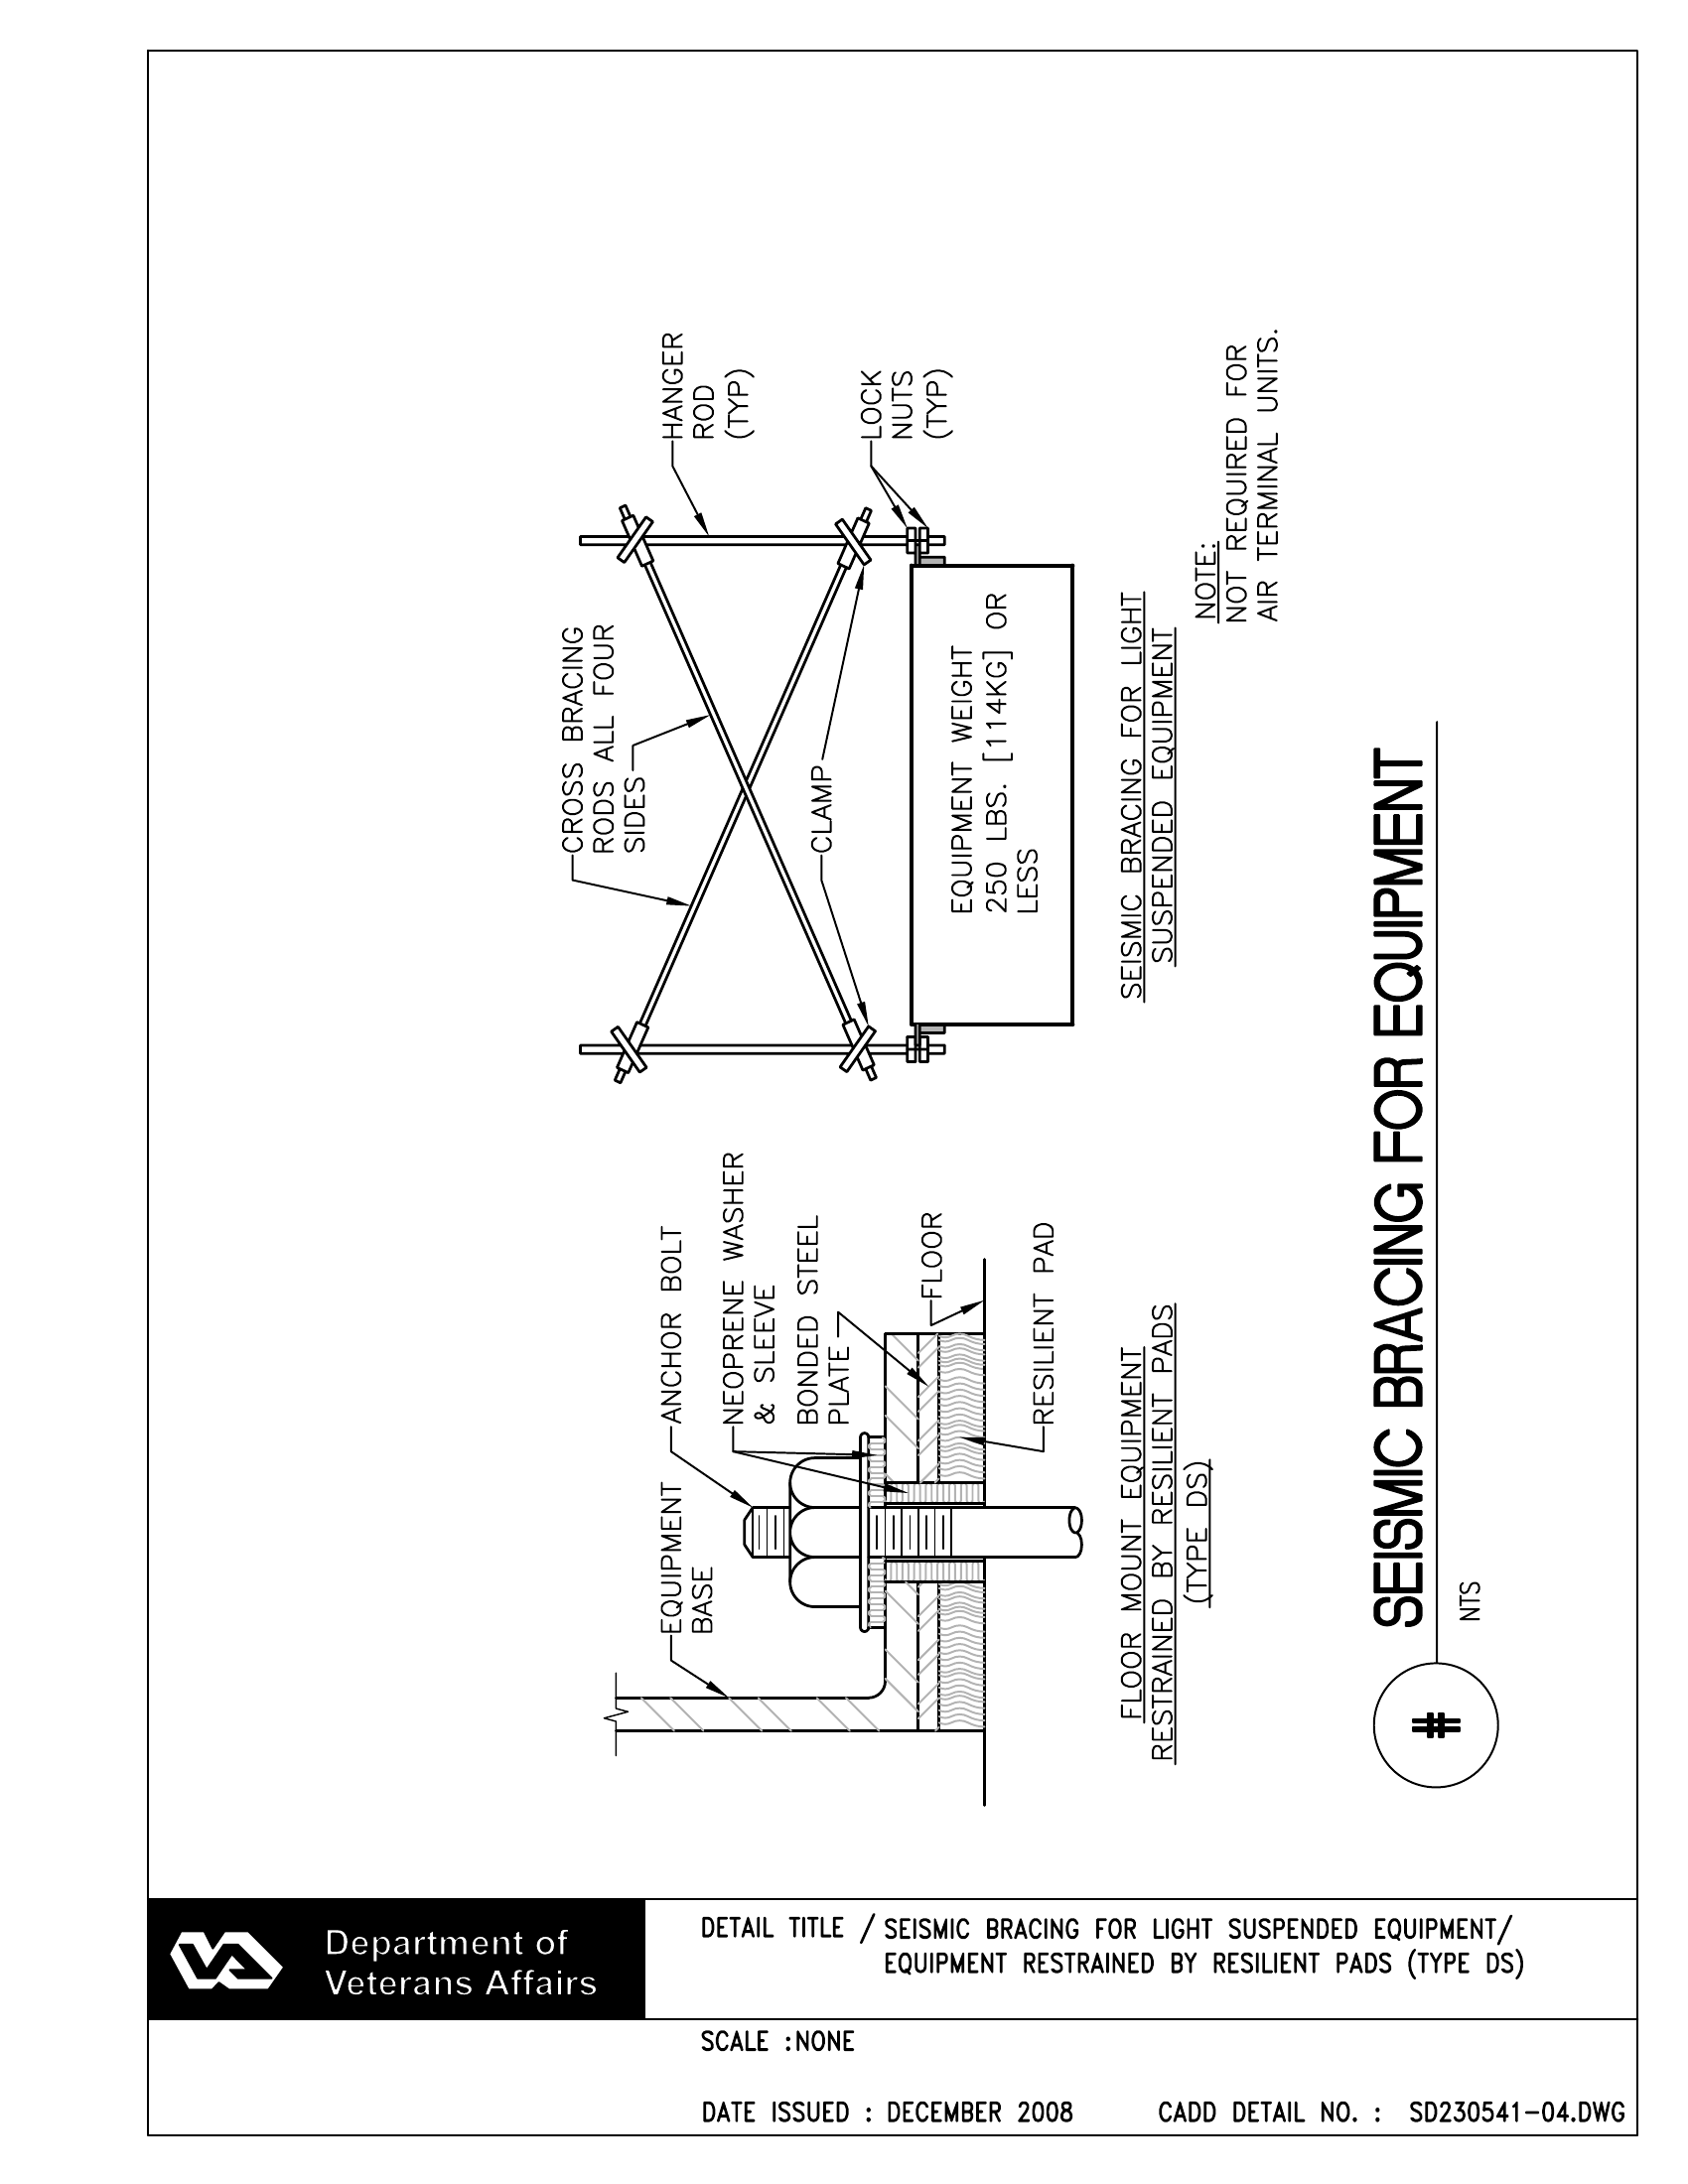 EQUIPMENT
BASE
ANCHOR BOLT
NEOPRENE WASHER
& SLEEVE
BONDED STEEL
PLATE
FLOOR
RESILIENT PAD
FLOOR MOUNT EQUIPMENT
RESTRAINED BY RESILIENT PADS
(TYPE DS)
CROSS BRACING
RODS ALL FOUR
SIDES
HANGER
ROD
(TYP)
CLAMP
LOCK
NUTS
(TYP)
EQUIPMENT WEIGHT
250 LBS. [114KG] OR
LESS
SEISMIC BRACING FOR LIGHT
SUSPENDED EQUIPMENT
NOTE:
NOT REQUIRED FOR
AIR TERMINAL UNITS.
#
SEISMIC BRACING FOR EQUIPMENT
NTS
VA
Department of
Veterans Affairs
DETAIL TITLE / SEISMIC BRACING FOR LIGHT SUSPENDED EQUIPMENT/
EQUIPMENT RESTRAINED BY RESILIENT PADS (TYPE DS)
SCALE :NONE
DATE ISSUED : DECEMBER 2008 CADD DETAIL NO. : SD230541-04.DWG